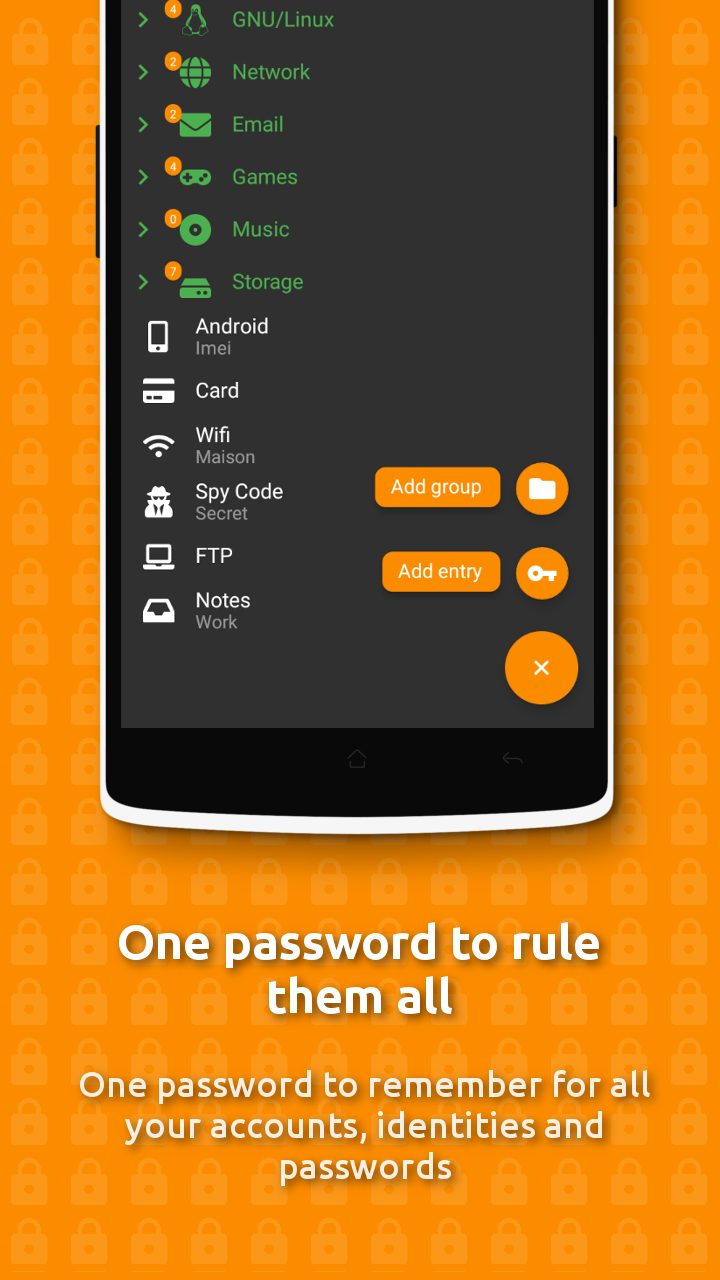 4
GNU/Linux
2
Network
2
Email
4
Games
0
Music
7
Storage
Android
Imei
Card
Wifi
Maison
Spy Code
Secret
Add group
FTP
Add entry
Notes
Work
One password to rule
them all
One password to remember for all
your accounts, identities and
passwords